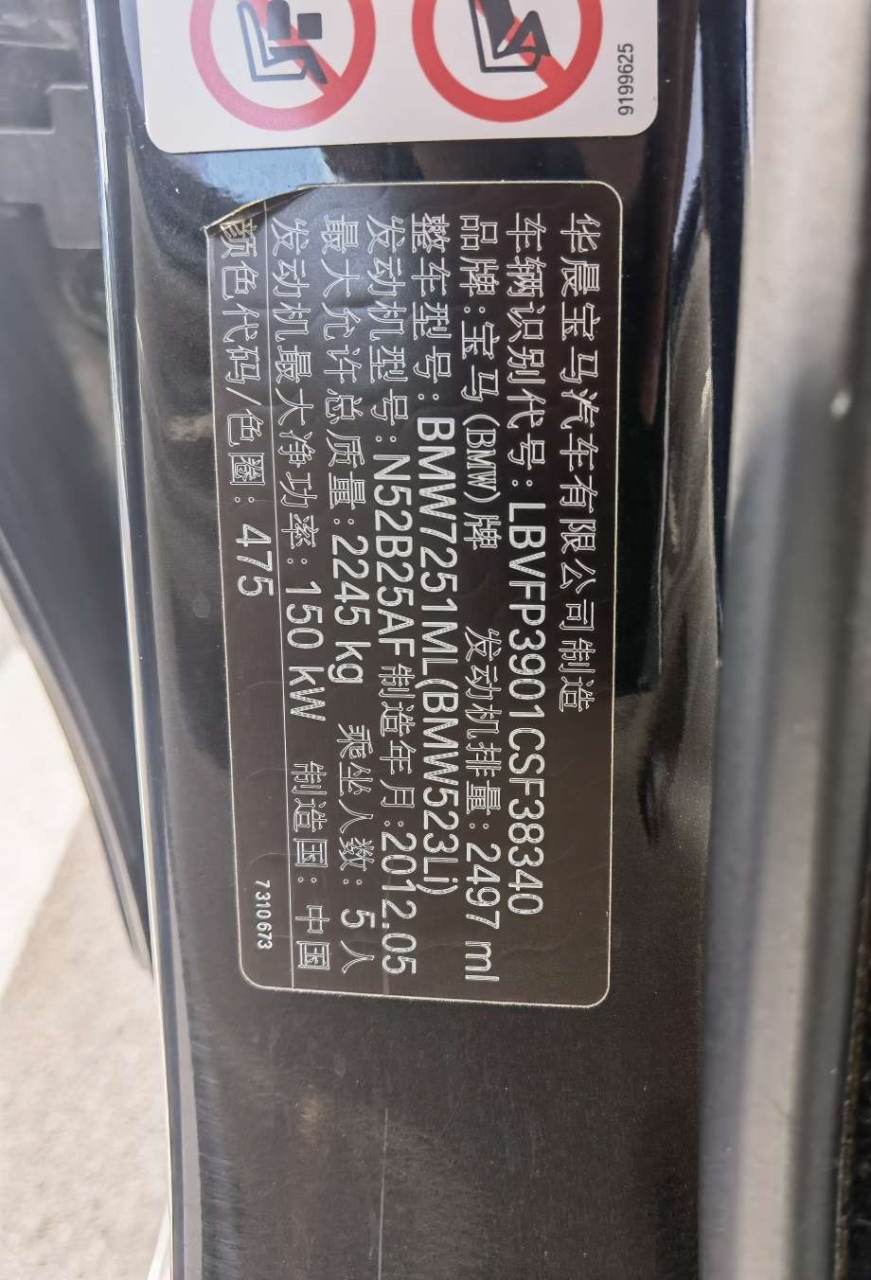 9199625
华晨宝马汽车有限公司制造
车辆识别代号:LBVFP3901CSF38340
品牌:宝马(BMW)牌 发动机排量:2497 ml
整车型号:BMW7251ML(BMW523Li)
发动机型号:N52B25AF 制造年月:2012.05
最大允许总质量:2245 kg 乘坐人数:5人
发动机最大净功率:150 kW 制造国:中国
颜色代码/色圈:475
7310673